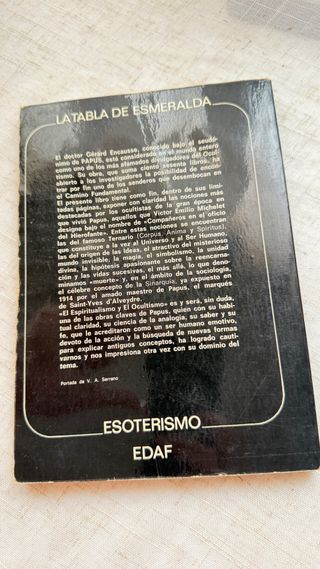 LA TABLA DE ESMERALDA
El doctor Gérard Encausse, conocido bajo el seudó-
nimo de PAPUS, está considerado en el mundo entero
como uno de los más afamados divulgadores del Ocul-
tismo. Su obra, que suma ciento sesenta libros, ha
abierto a los investigadores la posibilidad de encon-
trar por fin uno de los senderos que desembocan en
el Camino Fundamental.
El presente libro tiene como fin, dentro de sus limi-
tadas páginas, exponer con claridad las nociones más
destacadas por los ocultistas de la gran época en
que vivió Papus, aquellos que Victor Emilio Michelet
designa bajo el nombre de «Compañeros en el oficio
del Hierofante». Entre estas nociones se encuentran
las del famoso Ternario (Corpus, Anima y Spiritus),
que constituye a la vez al Universo y al Ser Humano
las del origen de las Ideas, el atractivo del misterioso
mundo invisible, la magia, el simbolismo, la unidad
divina, la hipótesis apasionante sobre la reencarna-
ción y las vidas sucesivas, el más allá, lo que deno-
minamos «muerte» y, en el ámbito de la sociología,
el célebre concepto de la Sinarquía, ya expuesto en
1914 por el amado maestro de Papus, el marqués
de Saint-Yves d'Alveydre.
«El Espiritualismo y El Ocultismo» es y será, sin duda,
una de las obras claves de Papus, quien con su habi-
tual claridad, su ciencia de la analogía, su saber y su
fe, que le acreditaron como un ser humano emotivo,
devoto de la acción y la búsqueda de nuevas formas
para explicar antiguos conceptos, ha logrado cauti-
varnos y nos impresiona otra vez con su dominio del
tema.
Portada de V. A. Serrano
ESOTERISMO
EDAF